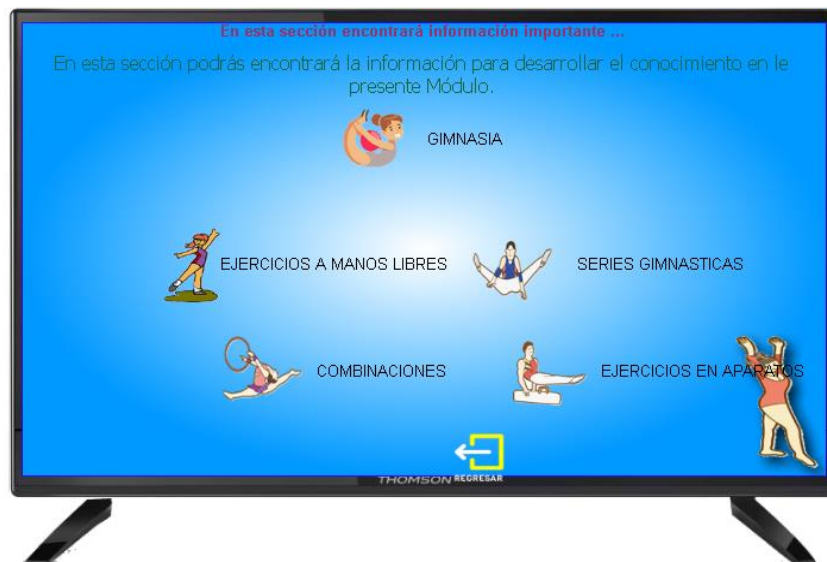 En esta sección encontrará información importante ...
En esta sección podrás encontrará la información para desarrollar el conocimiento en le
presente Módulo.
GIMNASIA
EJERCICIOS A MANOS LIBRES
SERIES GIMNASTICAS
COMBINACIONES
EJERCICIOS EN APARATOS
REGRESAR
THOMSON